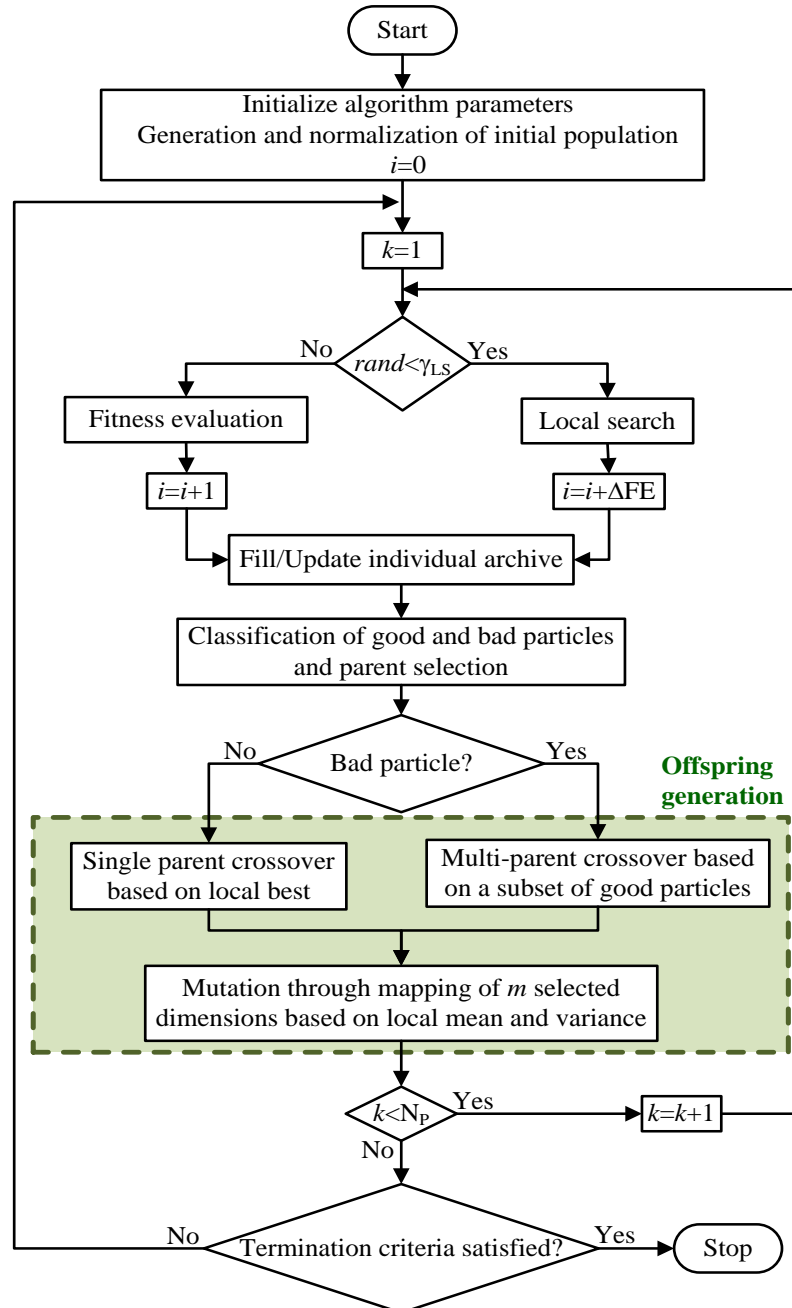 Start
Initialize algorithm parameters
Generation and normalization of initial population
i=0
k=1
No
rand<γLS
Yes
Fitness evaluation
Local search
i=i+1
i=i+ΔFE
Fill/Update individual archive
Classification of good and bad particles
and parent selection
No
Bad particle?
Yes
Offspring
generation
Single parent crossover
based on local best
Multi-parent crossover based
on a subset of good particles
Mutation through mapping of m selected
dimensions based on local mean and variance
k<NP
Yes
k=k+1
No
No
Termination criteria satisfied?
Yes
Stop